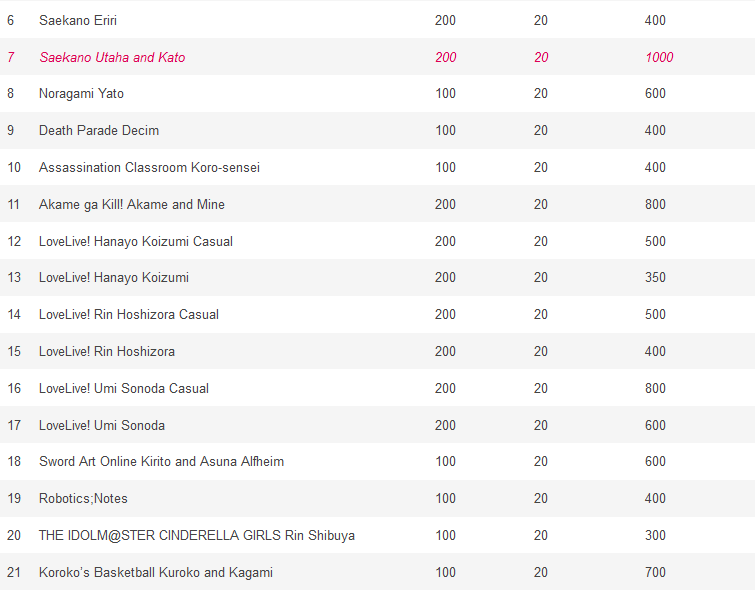 6 Saekano Eriri 200 20 400
7 Saekano Utaha and Kato 200 20 1000
8 Noragami Yato 100 20 600
9 Death Parade Decim 100 20 400
10 Assassination Classroom Koro-sensei 100 20 400
11 Akame ga Kill! Akame and Mine 200 20 800
12 LoveLive! Hanayo Koizumi Casual 200 20 500
13 LoveLive! Hanayo Koizumi 200 20 350
14 LoveLive! Rin Hoshizora Casual 200 20 500
15 LoveLive! Rin Hoshizora 200 20 400
16 LoveLive! Umi Sonoda Casual 200 20 800
17 LoveLive! Umi Sonoda 200 20 600
18 Sword Art Online Kirito and Asuna Alfheim 100 20 600
19 Robotics;Notes 100 20 400
20 THE IDOLM@STER CINDERELLA GIRLS Rin Shibuya 100 20 300
21 Koroko’s Basketball Kuroko and Kagami 100 20 700